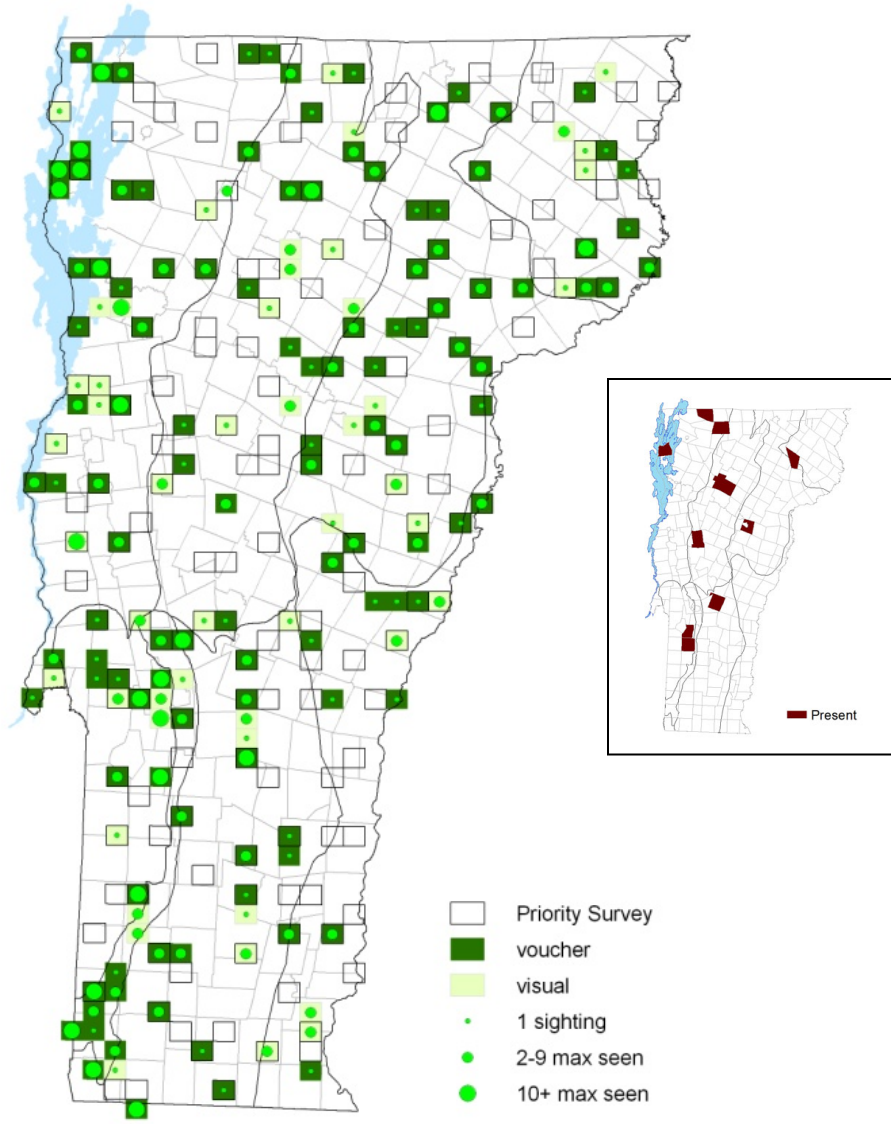 Present
Priority Survey
voucher
visual
1 sighting
2-9 max seen
10+ max seen